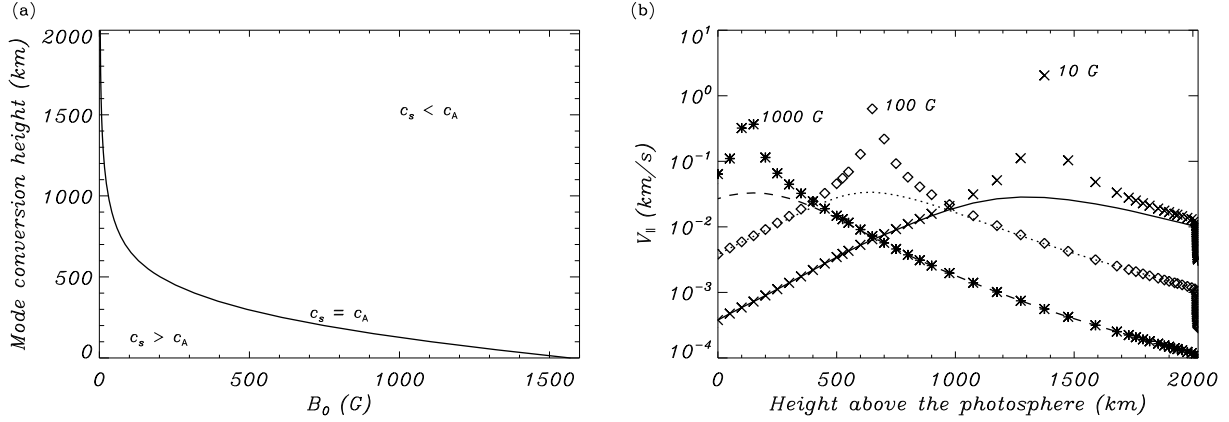 (a)
2000
1500
1000
500
0
Mode conversion height (km)
c_s < c_A
c_s = c_A
c_s > c_A
0 500 1000 1500
B_0 (G)
(b)
10^1
10^0
10^-1
10^-2
10^-3
10^-4
V_|| (km/s)
10 G
100 G
1000 G
0 500 1000 1500 2000
Height above the photosphere (km)